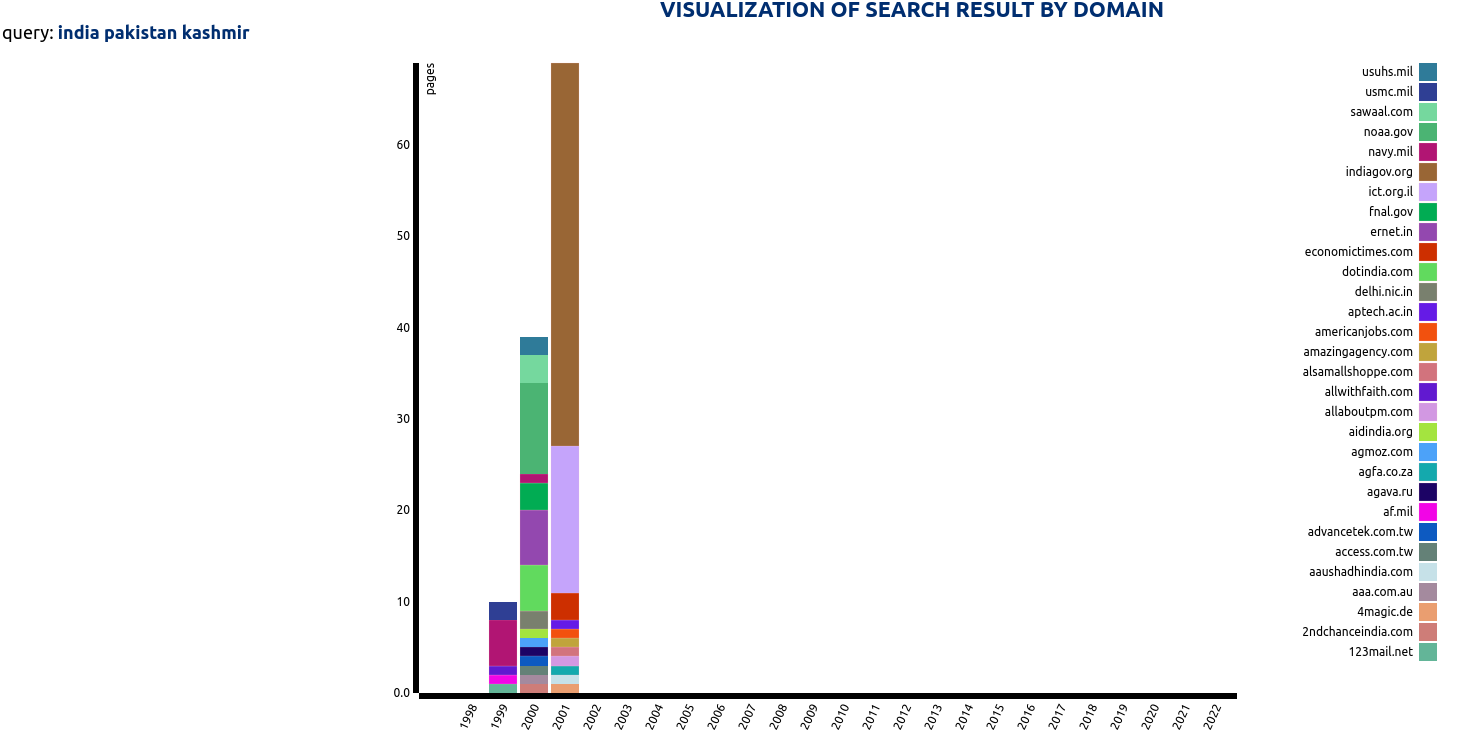 VISUALIZATION OF SEARCH RESULT BY DOMAIN
query: india pakistan kashmir
pages
60
50
40
30
20
10
0.0
1998
1999
2000
2001
2002
2003
2004
2005
2006
2007
2008
2009
2010
2011
2012
2013
2014
2015
2016
2017
2018
2019
2020
2021
2022
usuhs.mil
usmc.mil
sawaal.com
noaa.gov
navy.mil
indiagov.org
ict.org.il
fnal.gov
ernet.in
economictimes.com
dotindia.com
delhi.nic.in
aptech.ac.in
americanjobs.com
amazingagency.com
alsamallshoppe.com
allwithfaith.com
allaboutpm.com
aidindia.org
agmoz.com
agfa.co.za
agava.ru
af.mil
advancetek.com.tw
access.com.tw
aaushadhindia.com
aaa.com.au
4magic.de
2ndchanceindia.com
123mail.net